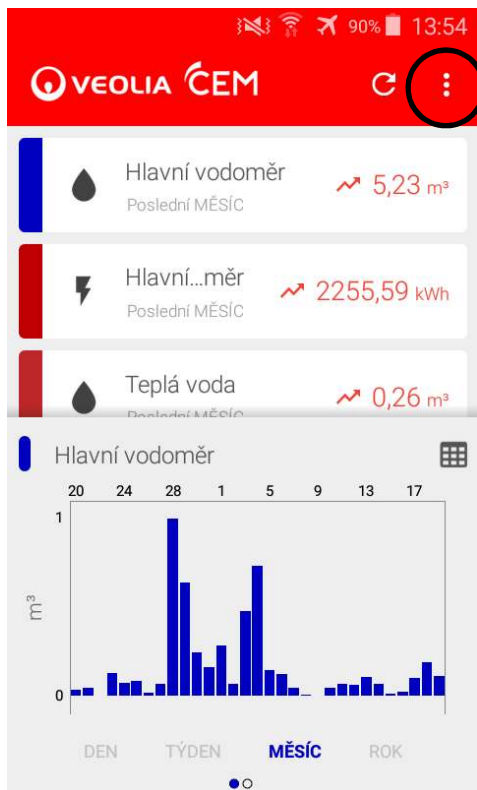 90% 13:54
VEOLIA ČEM
Hlavní vodoměr
5,23 m³
Poslední MĚSÍC
Hlavní...měr
2255,59 kWh
Poslední MĚSÍC
Teplá voda
0,26 m³
Poslední MĚSÍC
Hlavní vodoměr
20 24 28 1 5 9 13 17
1
m³
0
DEN TÝDEN MĚSÍC ROK